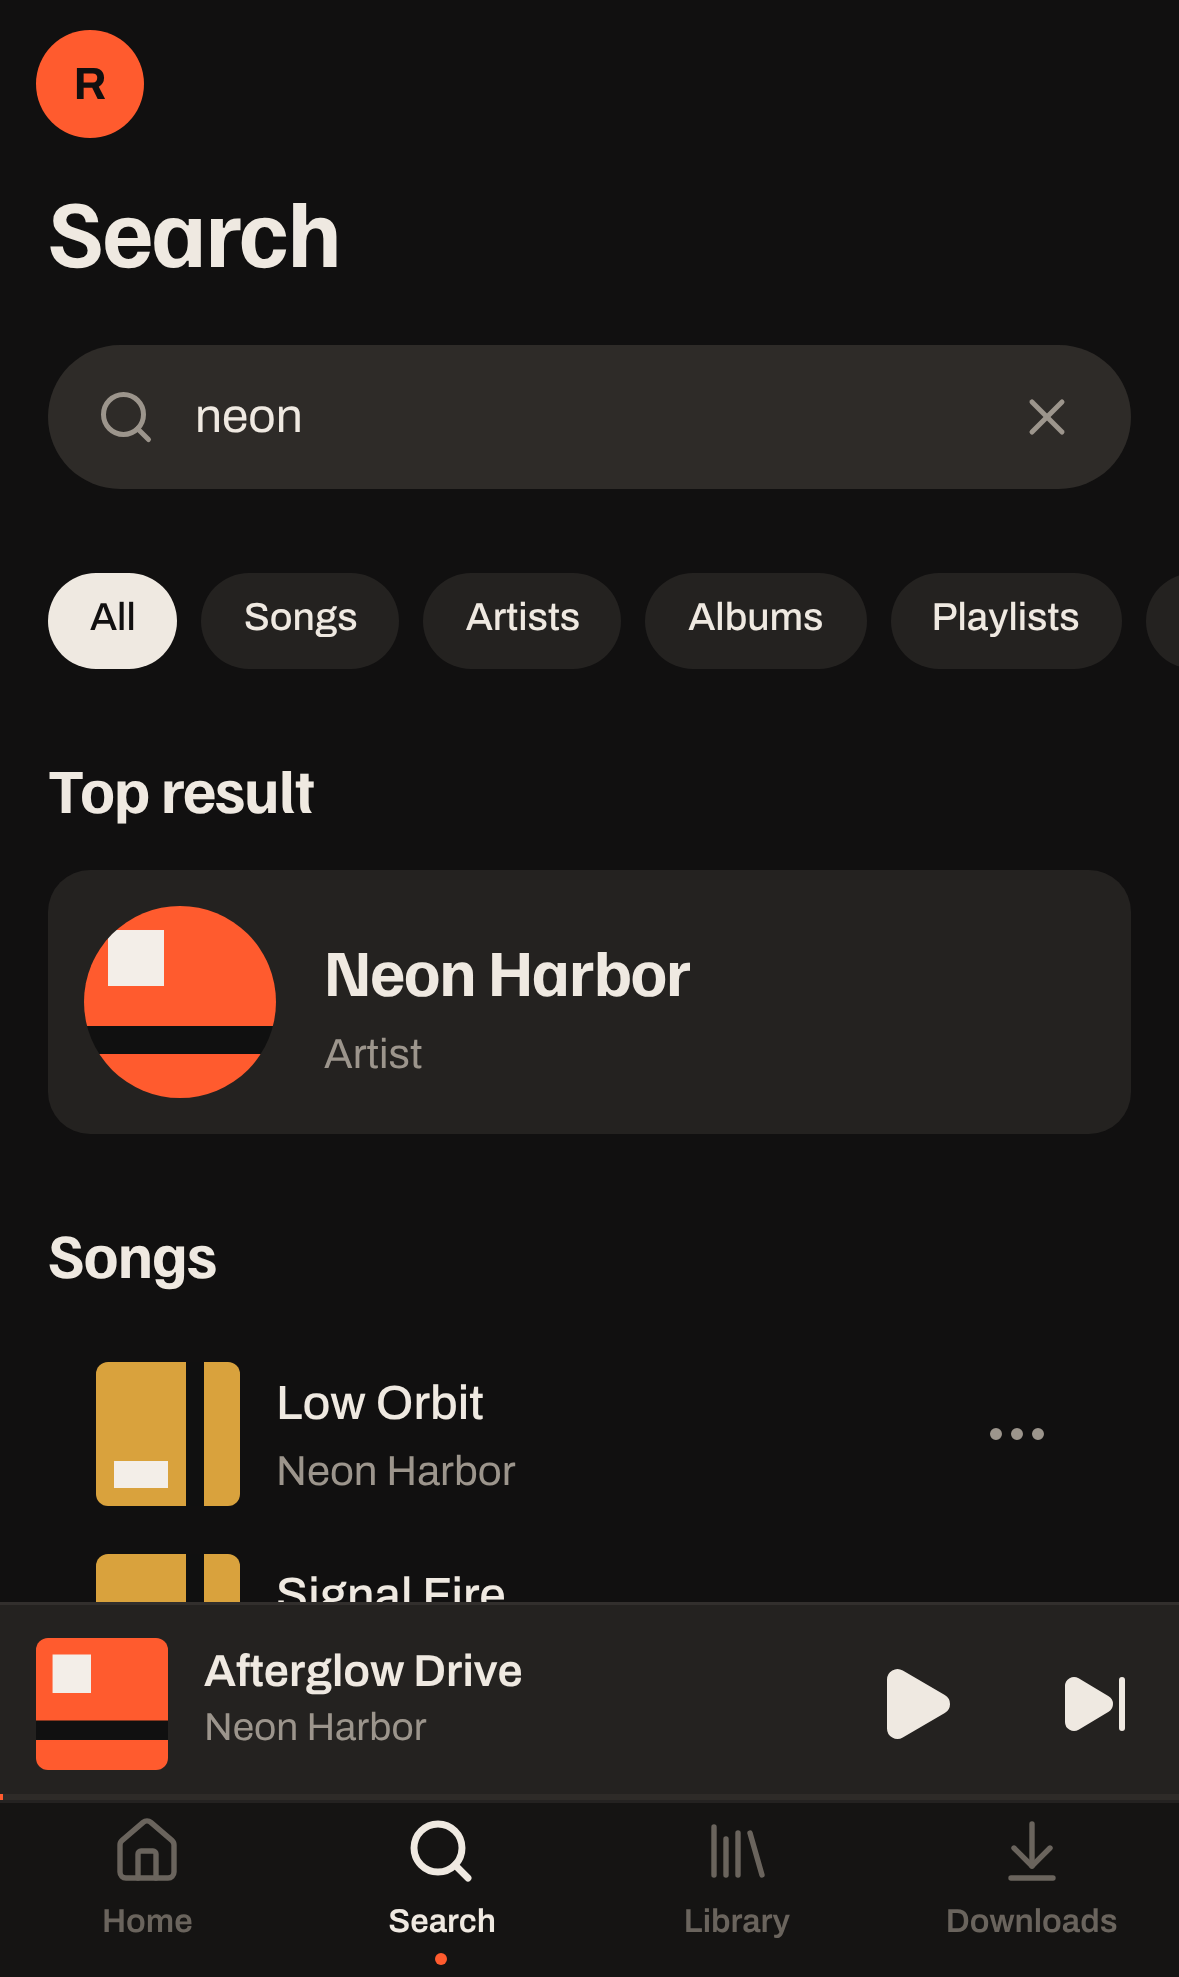 R
Search
neon
All Songs Artists Albums Playlists
Top result
Neon Harbor
Artist
Songs
Low Orbit
Neon Harbor
Signal Fire
Afterglow Drive
Neon Harbor
Home Search Library Downloads